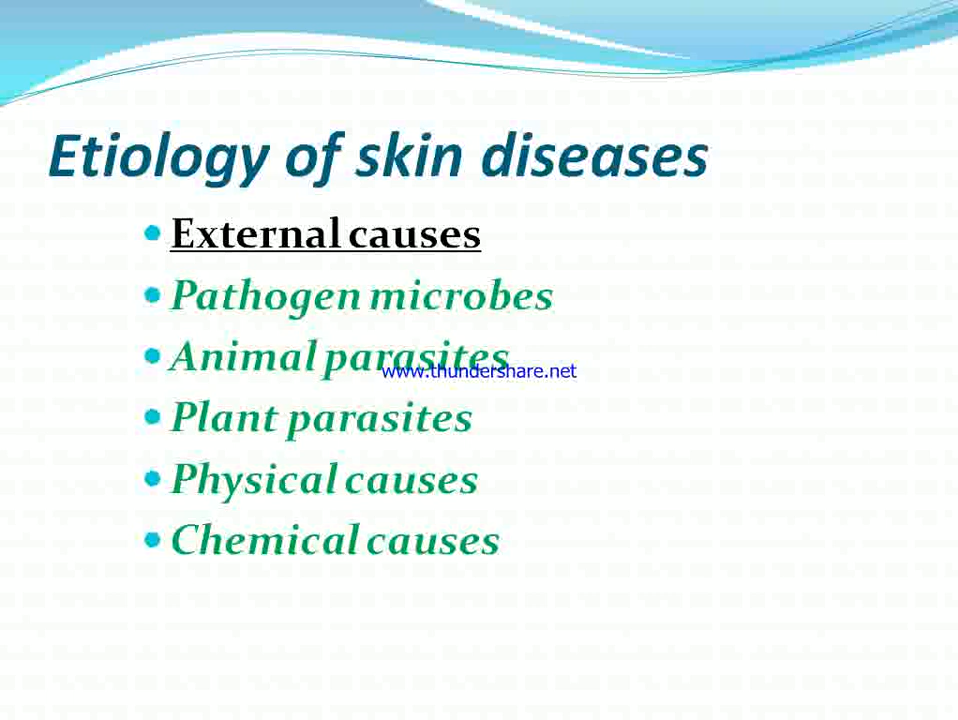 Etiology of skin diseases
External causes
Pathogen microbes
Animal parasites
www.thundershare.net
Plant parasites
Physical causes
Chemical causes